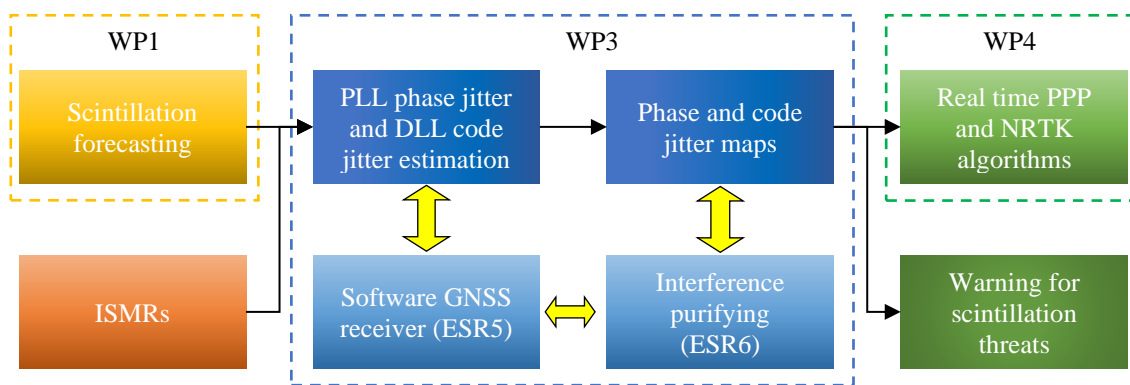 WP1
WP3
WP4
Scintillation
forecasting
PLL phase jitter
and DLL code
jitter estimation
Phase and code
jitter maps
Real time PPP
and NRTK
algorithms
ISMRs
Software GNSS
receiver (ESR5)
Interference
purifying
(ESR6)
Warning for
scintillation
threats